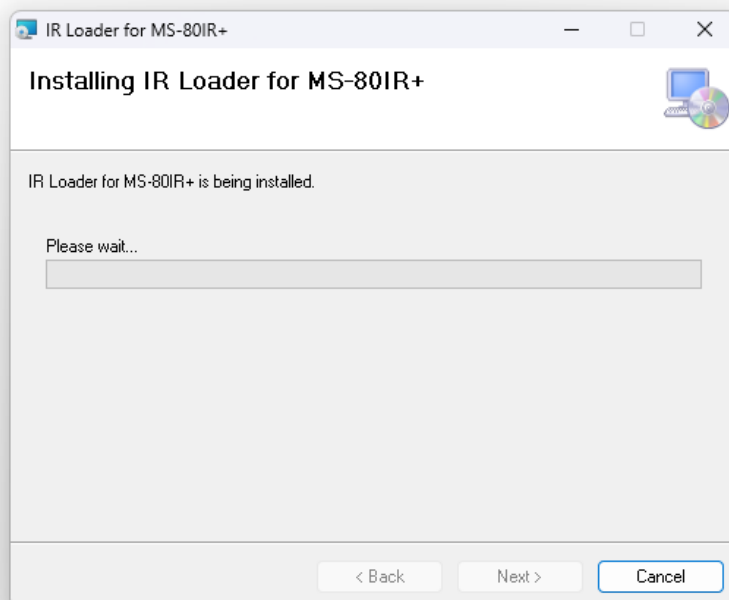 IR Loader for MS-80IR+
Installing IR Loader for MS-80IR+
IR Loader for MS-80IR+ is being installed.
Please wait...
< Back Next > Cancel